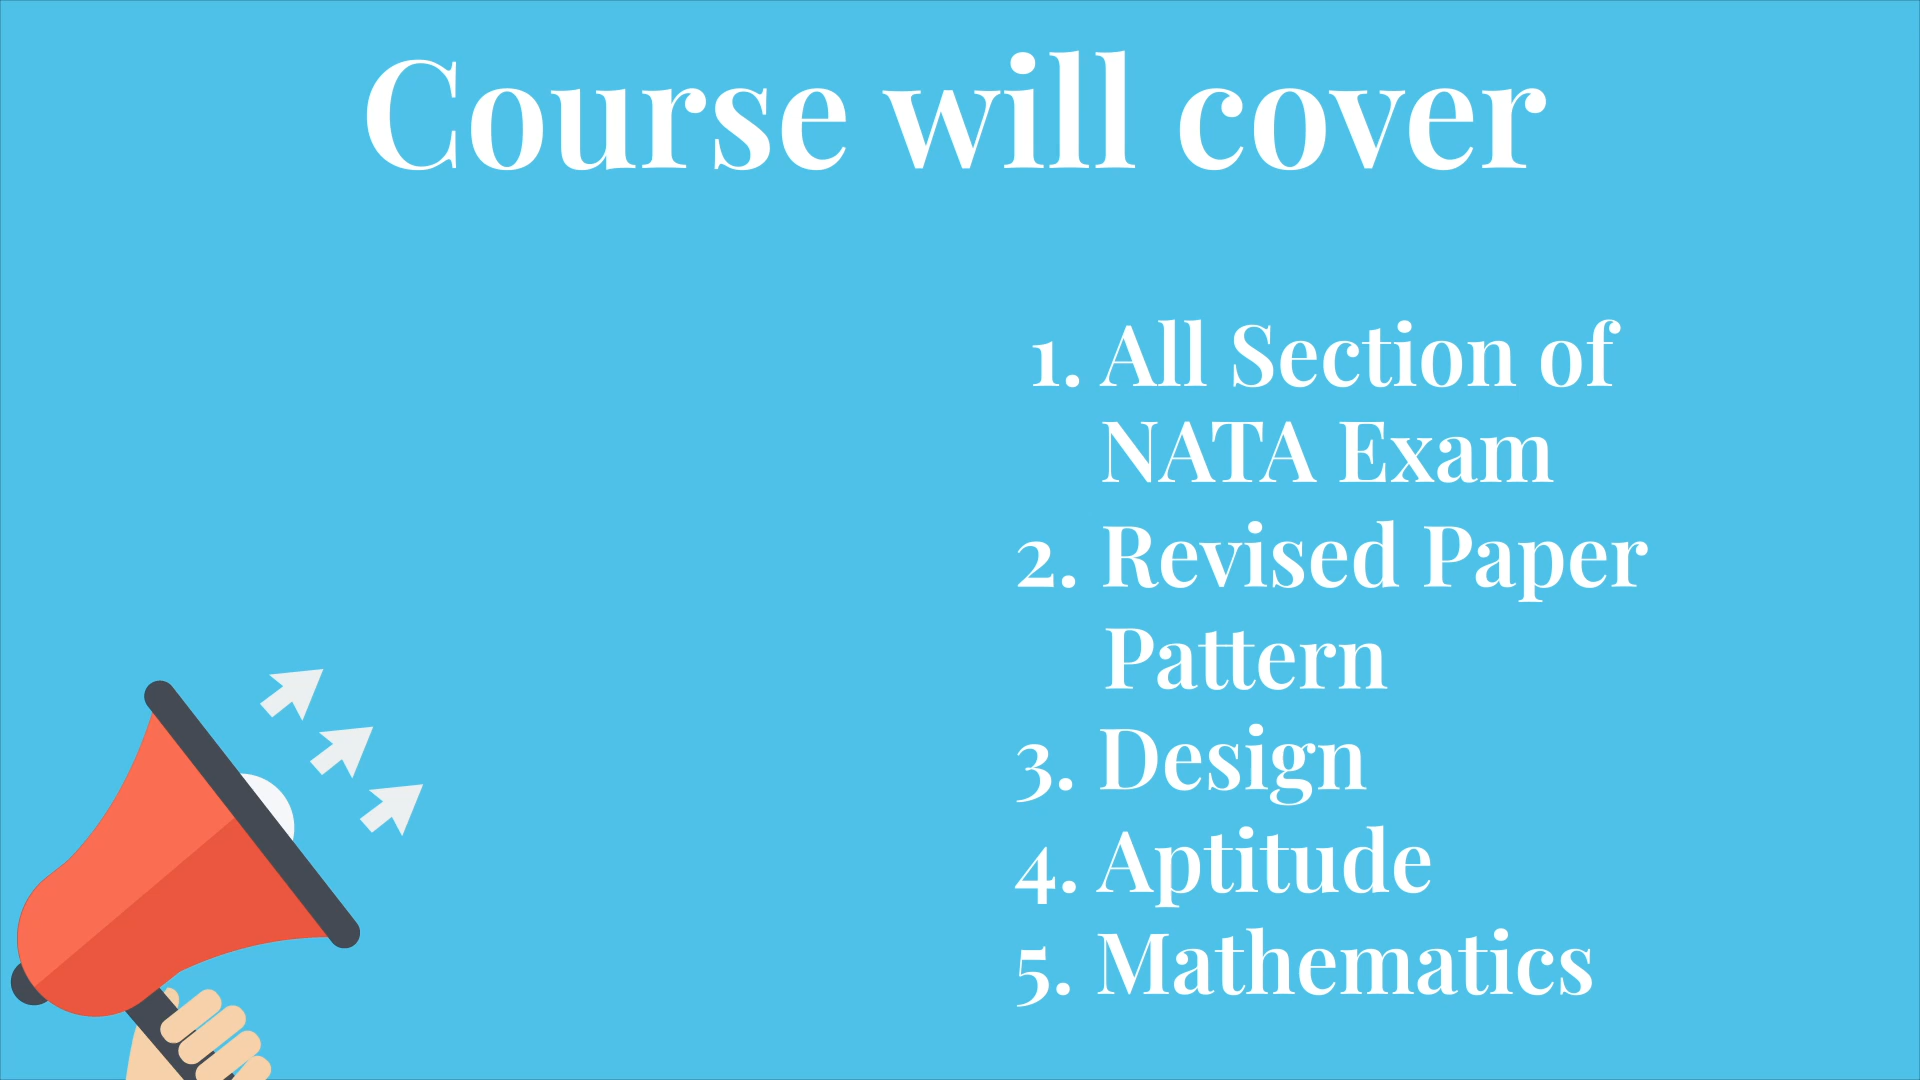 Course will cover
1. All Section of
NATA Exam
2. Revised Paper
Pattern
3. Design
4. Aptitude
5. Mathematics